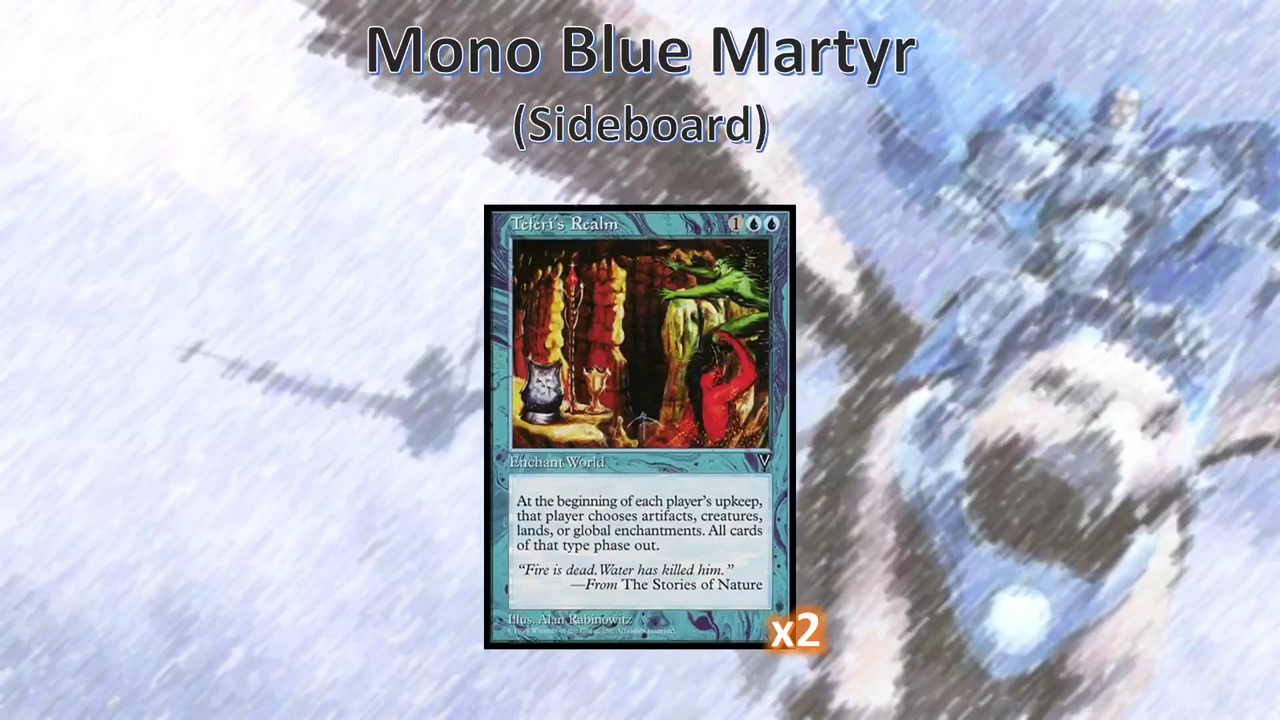 Mono Blue Martyr
(Sideboard)
Teferi's Realm 1
Enchant World
V
At the beginning of each player's upkeep,
that player chooses artifacts, creatures,
lands, or global enchantments. All cards
of that type phase out.
"Fire is dead. Water has killed him."
—From The Stories of Nature
Illus. Alan Rabinowitz
x2